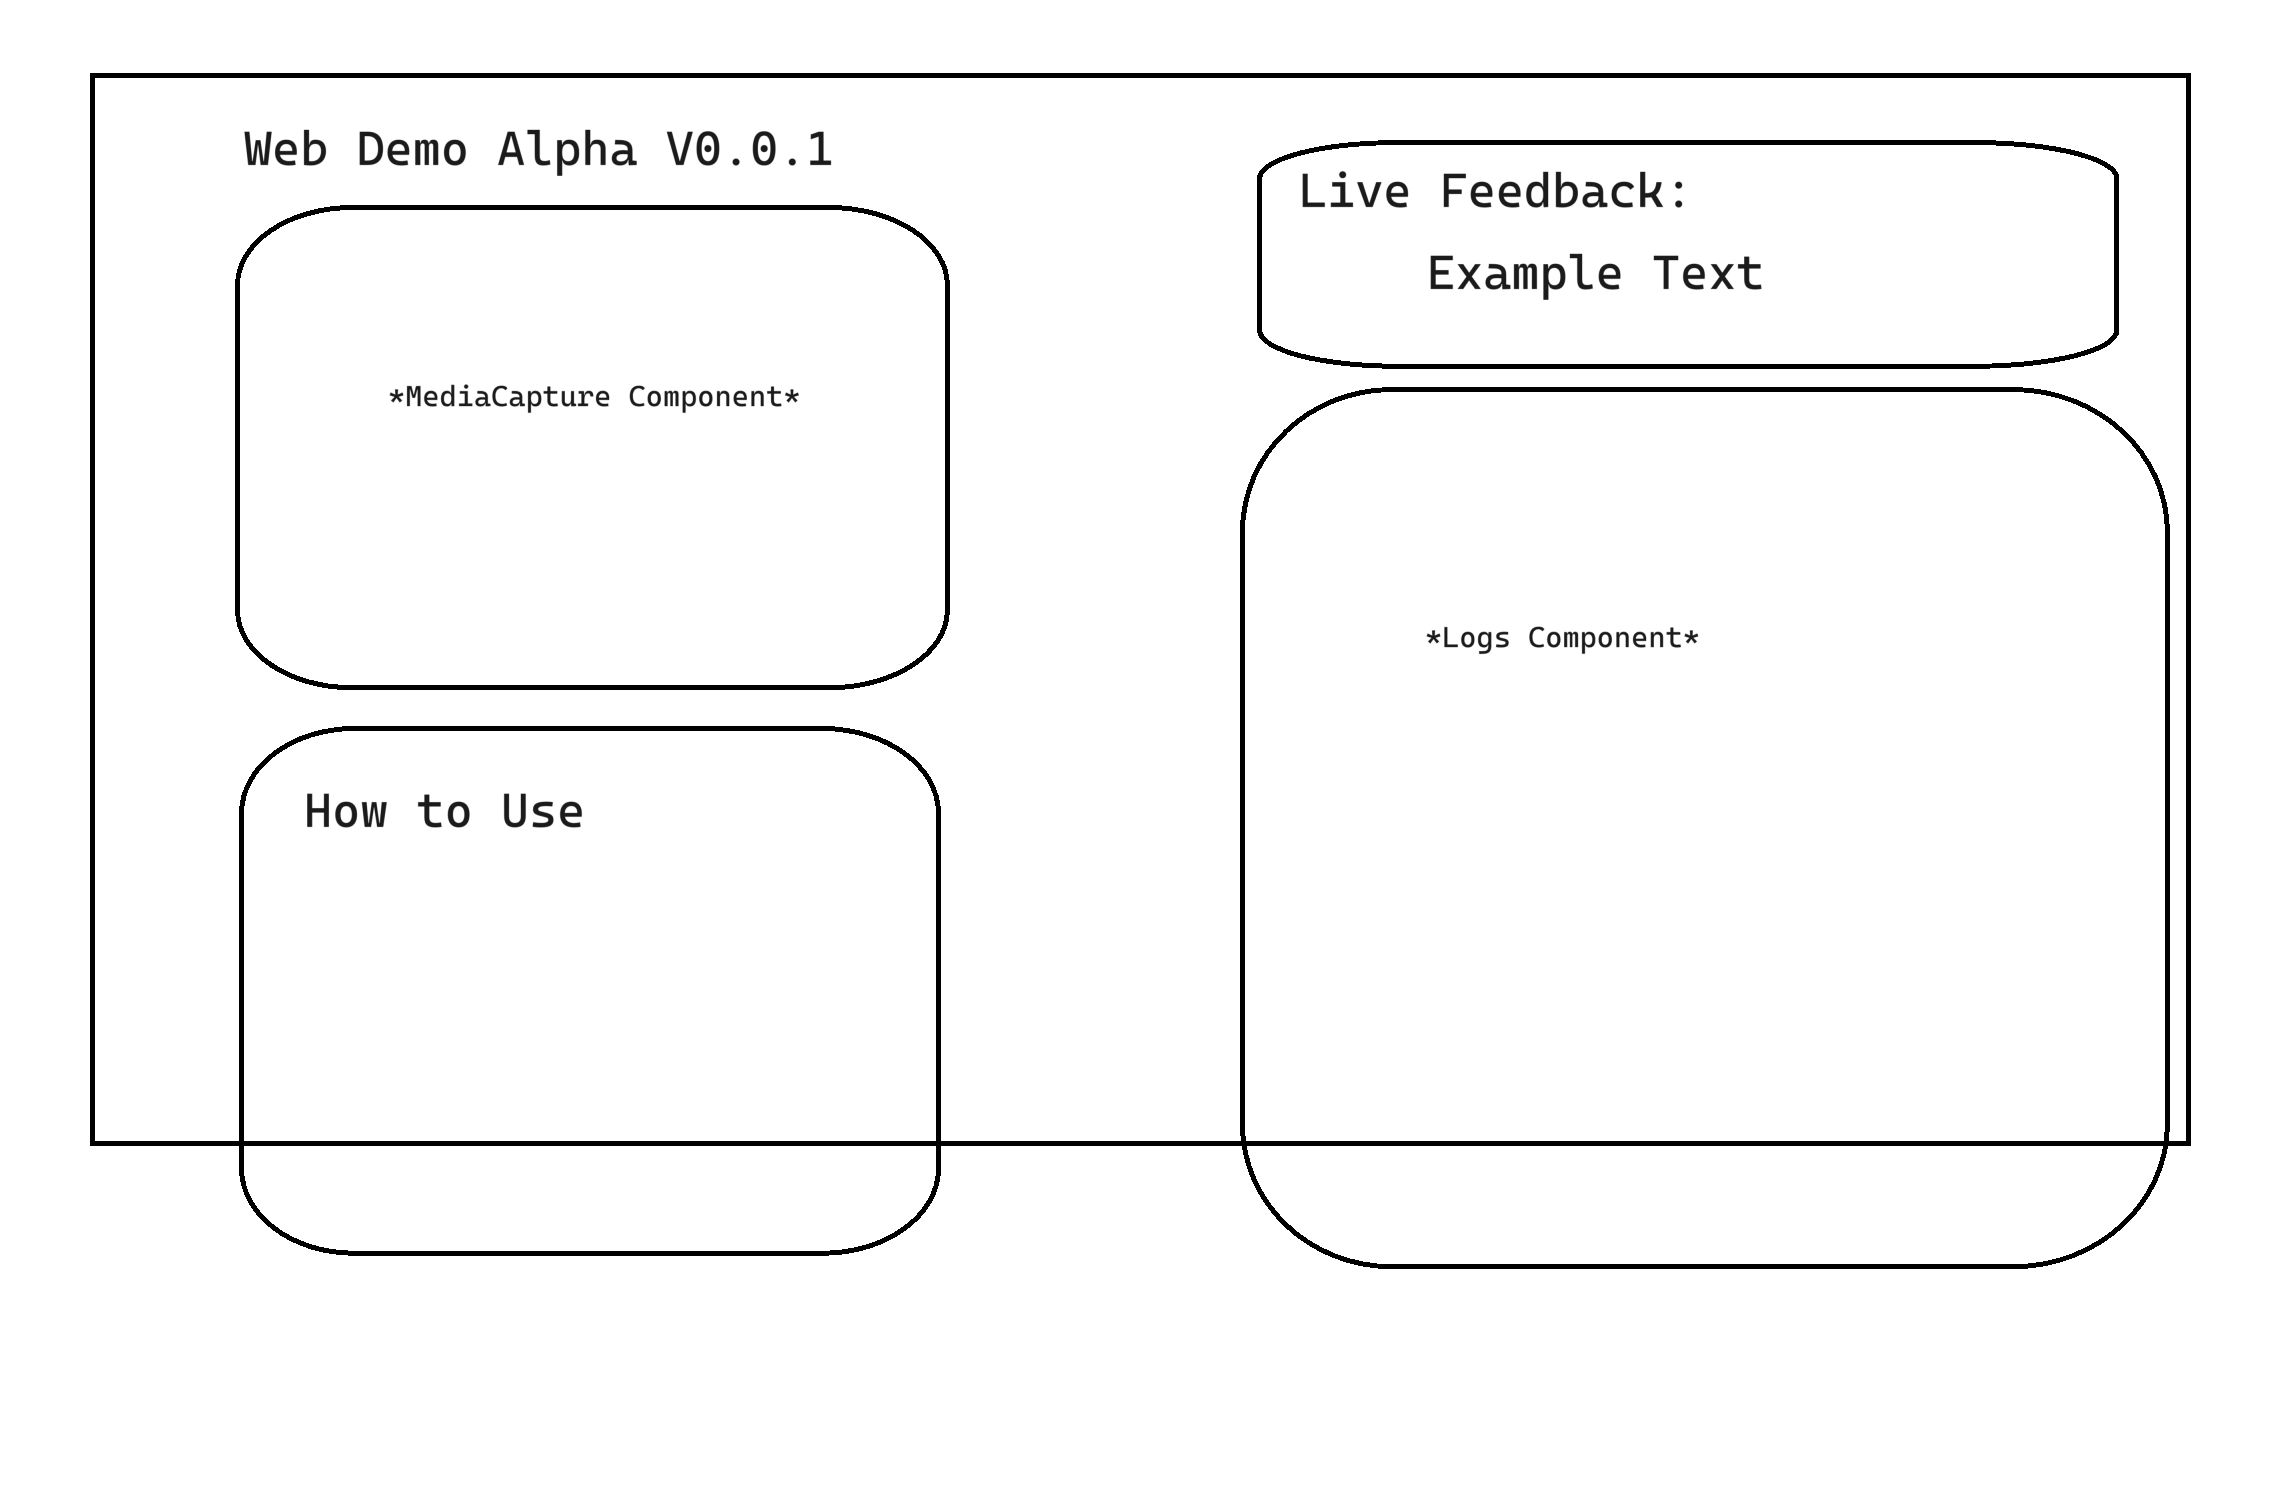 Web Demo Alpha V0.0.1
*MediaCapture Component*
How to Use
Live Feedback:
Example Text
*Logs Component*